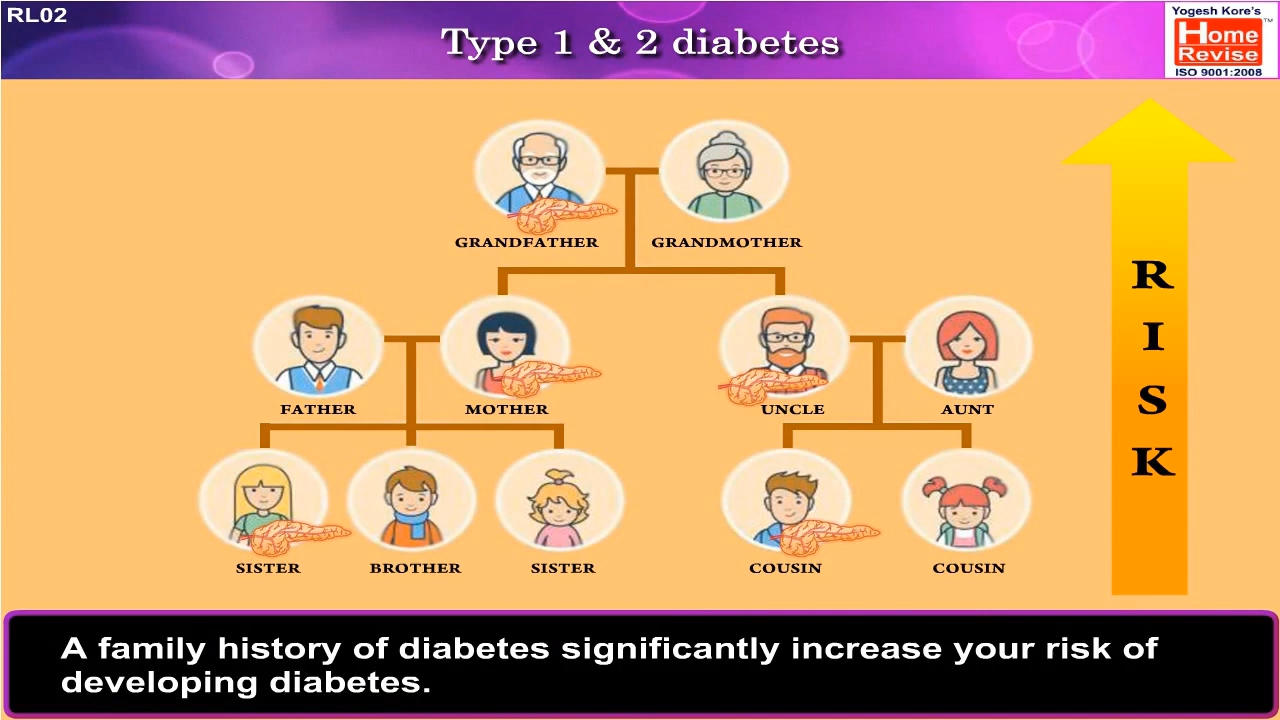 RL02
Type 1 & 2 diabetes
Yogesh Kore's
Home
Revise
TM
ISO 9001:2008
GRANDFATHER
GRANDMOTHER
FATHER
MOTHER
UNCLE
AUNT
SISTER
BROTHER
SISTER
COUSIN
COUSIN
R
I
S
K
A family history of diabetes significantly increase your risk of
developing diabetes.